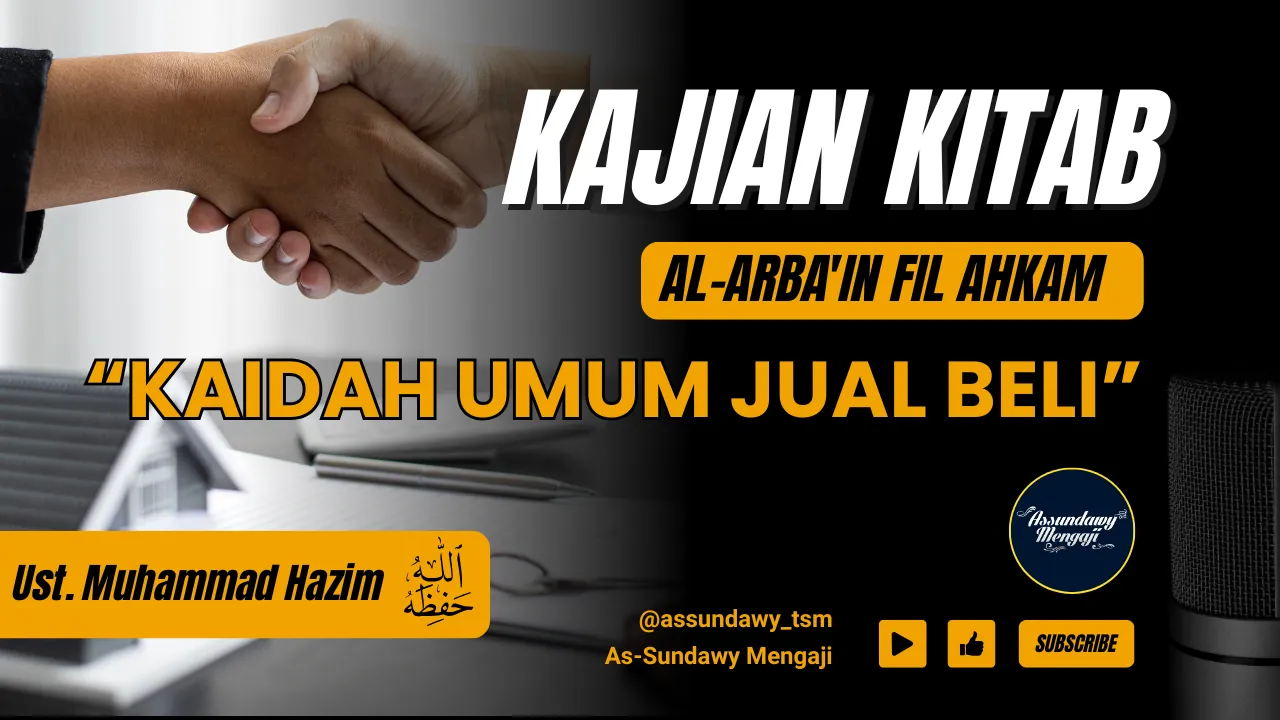 KAJIAN KITAB
AL-ARBA'IN FIL AHKAM
“KAIDAH UMUM JUAL BELI”
Assundawy
Mengaji
Ust. Muhammad Hazim
حَفِظَهُ اللَّهُ
@assundawy_tsm
As-Sundawy Mengaji
SUBSCRIBE